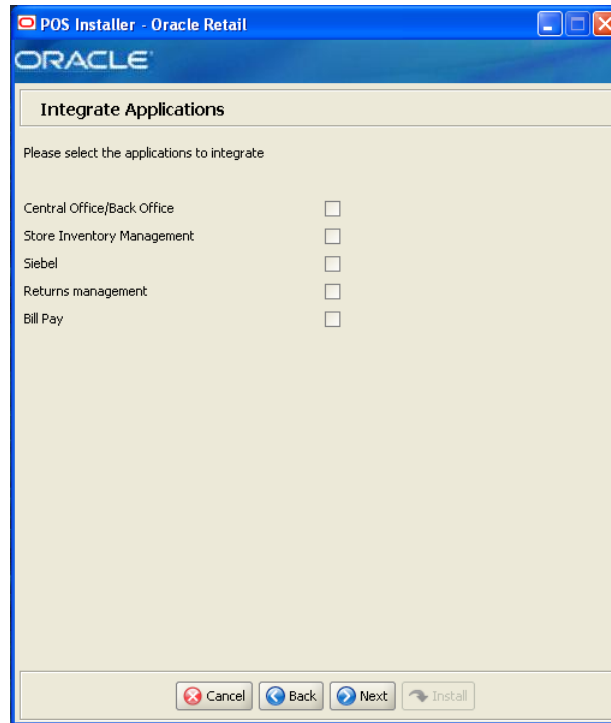 POS Installer - Oracle Retail
ORACLE
Integrate Applications
Please select the applications to integrate
Central Office/Back Office
Store Inventory Management
Siebel
Returns management
Bill Pay
Cancel Back Next Install